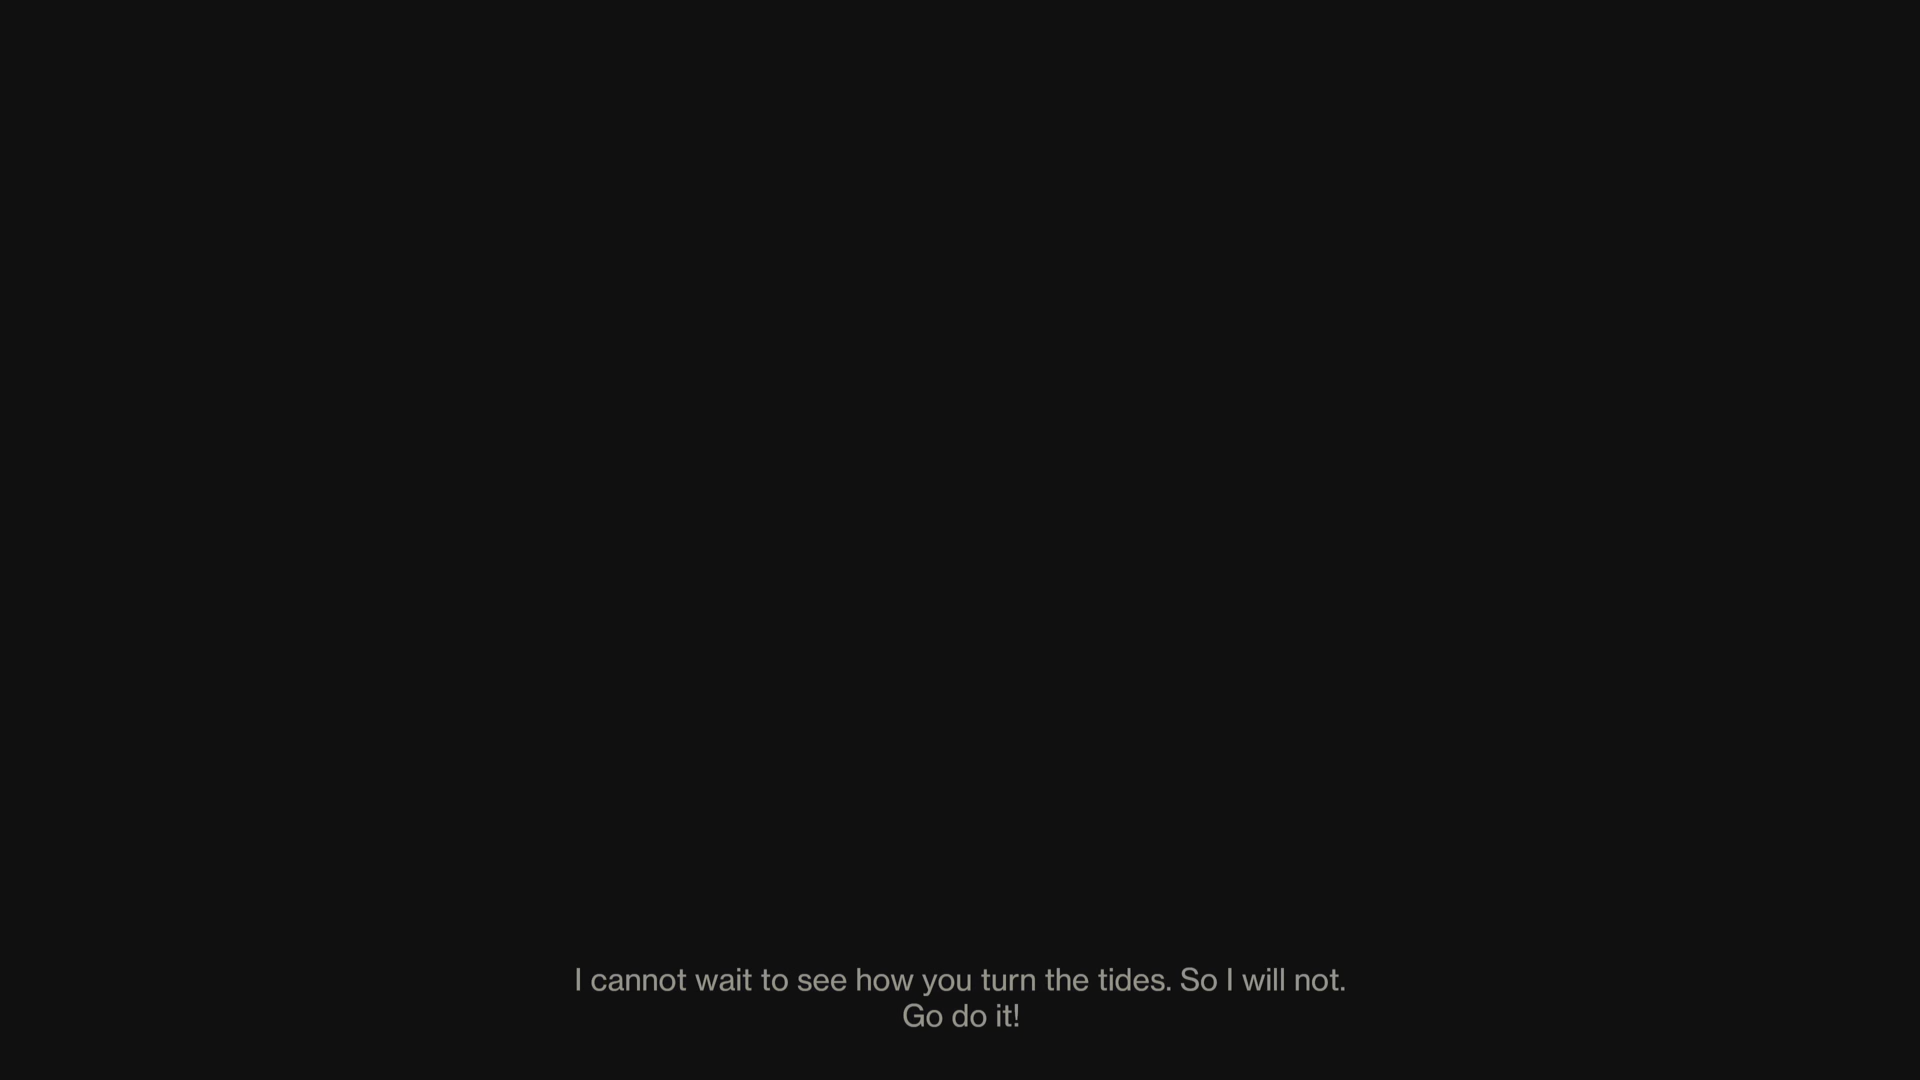 I cannot wait to see how you turn the tides. So I will not.
Go do it!